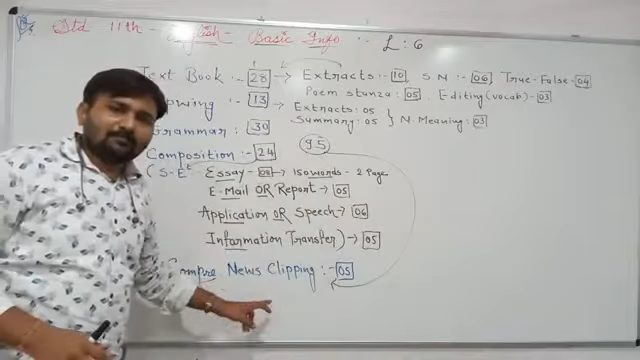 Std 11th - English - Basic Info :- L : 6
Text Book :- 28 → Extracts :- 10 S N :- 06 True-False - 04
Poem stanza : 05 . Editing (vocab) - 03
13 → Extracts : 05
Summary : 05 } N. Meaning : 03
Grammar : 30
Composition :- 24 95
Essay - → 150 words - 2 Page
E-Mail OR Report → 05
Application OR Speech → 06
Information Transfer) → 05
News Clipping :- 05